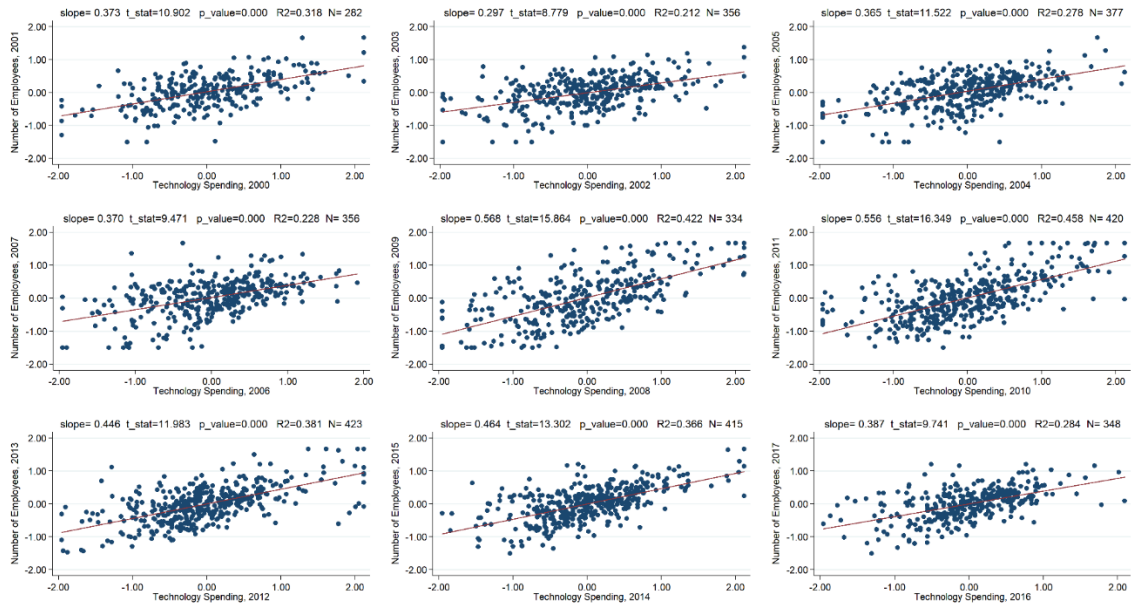 slope= 0.373 t_stat=10.902 p_value=0.000 R2=0.318 N= 282
Number of Employees, 2001
2.00
1.00
0.00
-1.00
-2.00
-2.00 -1.00 0.00 1.00 2.00
Technology Spending, 2000
slope= 0.297 t_stat=8.779 p_value=0.000 R2=0.212 N= 356
Number of Employees, 2003
2.00
1.00
0.00
-1.00
-2.00
-2.00 -1.00 0.00 1.00 2.00
Technology Spending, 2002
slope= 0.365 t_stat=11.522 p_value=0.000 R2=0.278 N= 377
Number of Employees, 2005
2.00
1.00
0.00
-1.00
-2.00
-2.00 -1.00 0.00 1.00 2.00
Technology Spending, 2004
slope= 0.370 t_stat=9.471 p_value=0.000 R2=0.228 N= 356
Number of Employees, 2007
2.00
1.00
0.00
-1.00
-2.00
-2.00 -1.00 0.00 1.00 2.00
Technology Spending, 2006
slope= 0.568 t_stat=15.864 p_value=0.000 R2=0.422 N= 334
Number of Employees, 2009
2.00
1.00
0.00
-1.00
-2.00
-2.00 -1.00 0.00 1.00 2.00
Technology Spending, 2008
slope= 0.556 t_stat=16.349 p_value=0.000 R2=0.458 N= 420
Number of Employees, 2011
2.00
1.00
0.00
-1.00
-2.00
-2.00 -1.00 0.00 1.00 2.00
Technology Spending, 2010
slope= 0.446 t_stat=11.983 p_value=0.000 R2=0.381 N= 423
Number of Employees, 2013
2.00
1.00
0.00
-1.00
-2.00
-2.00 -1.00 0.00 1.00 2.00
Technology Spending, 2012
slope= 0.464 t_stat=13.302 p_value=0.000 R2=0.366 N= 415
Number of Employees, 2015
2.00
1.00
0.00
-1.00
-2.00
-2.00 -1.00 0.00 1.00 2.00
Technology Spending, 2014
slope= 0.387 t_stat=9.741 p_value=0.000 R2=0.284 N= 348
Number of Employees, 2017
2.00
1.00
0.00
-1.00
-2.00
-2.00 -1.00 0.00 1.00 2.00
Technology Spending, 2016